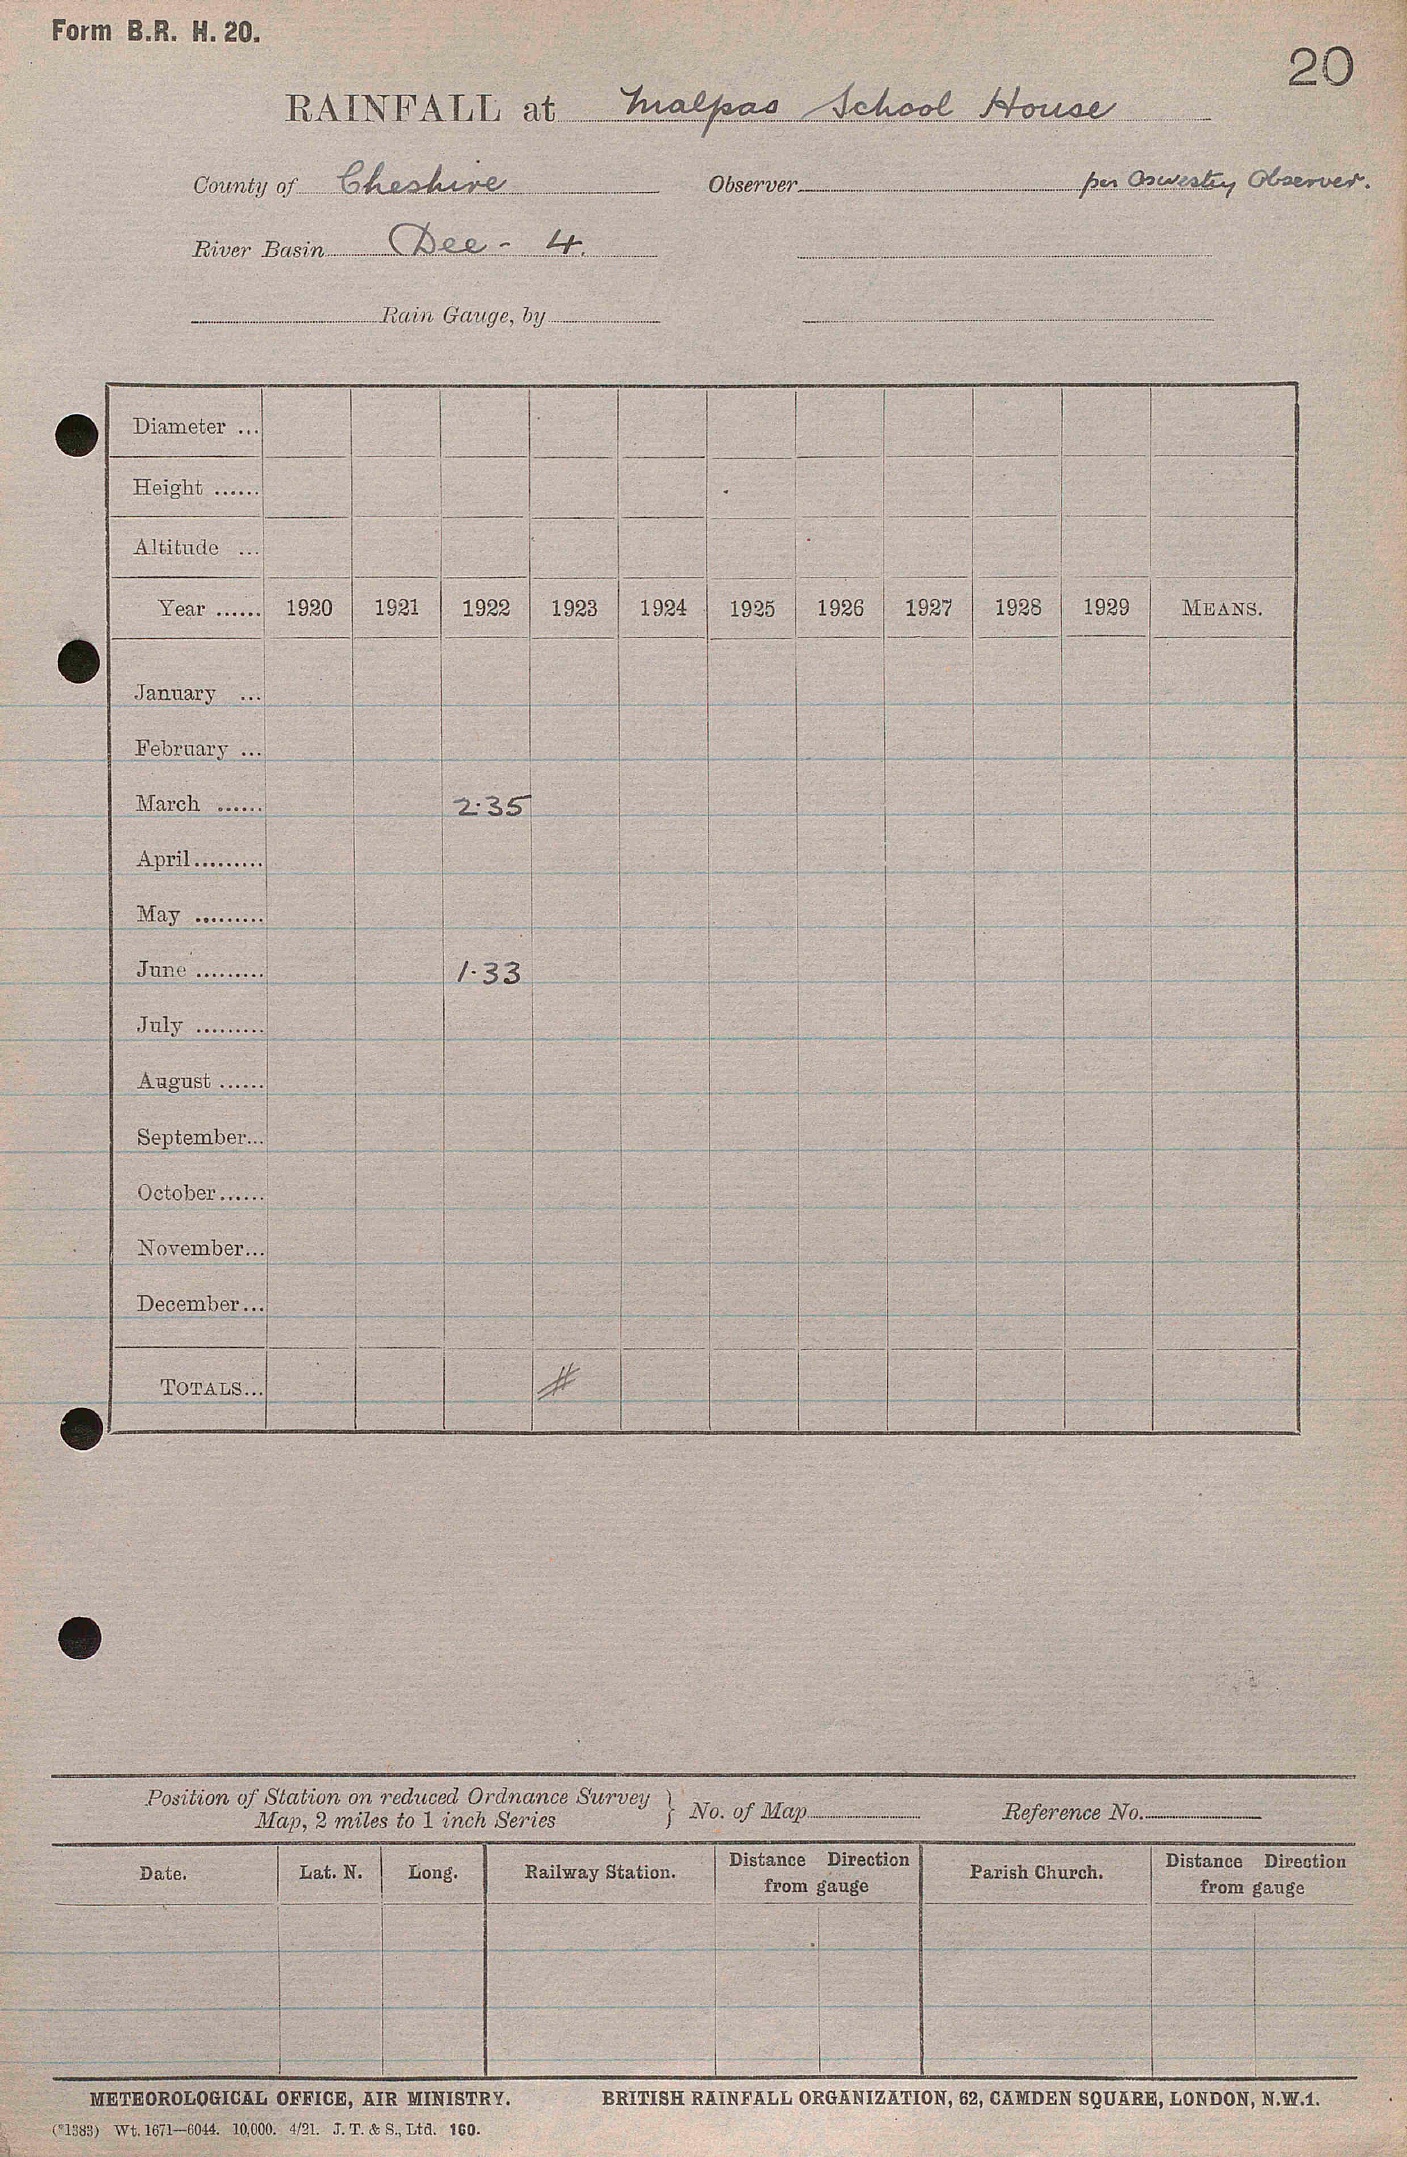 Form B.R. H. 20.
20
RAINFALL at Malpas School House
County of Cheshire Observer per Oswestry Observer.
River Basin Dee - 4.
Rain Gauge, by
Diameter ...
Height ......
Altitude ...
Year ...... 1920 1921 1922 1923 1924 1925 1926 1927 1928 1929 MEANS.
January ...
February ...
March ...... 2.35
April.........
May .........
June ......... 1.33
July .........
August ......
September...
October......
November...
December...
TOTALS... #
Position of Station on reduced Ordnance Survey
Map, 2 miles to 1 inch Series } No. of Map Reference No.
Date. Lat. N. Long. Railway Station. Distance Direction from gauge Parish Church. Distance Direction from gauge
METEOROLOGICAL OFFICE, AIR MINISTRY. BRITISH RAINFALL ORGANIZATION, 62, CAMDEN SQUARE, LONDON, N.W.1.
(*1383) Wt. 1671—6044. 10,000. 4/21. J. T. & S., Ltd. 160.